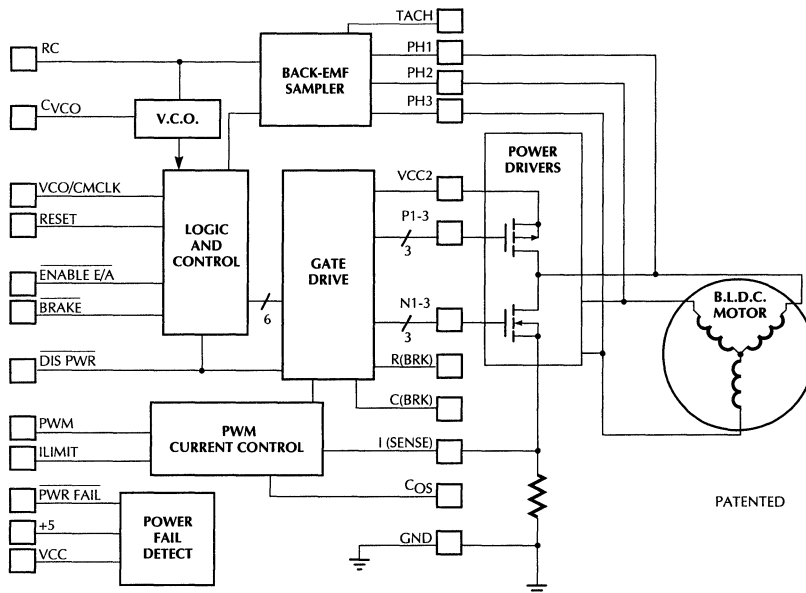 TACH
RC
PH1
BACK-EMF
SAMPLER
PH2
PH3
CVCO
V.C.O.
POWER
DRIVERS
VCC2
VCO/CMCLK
RESET
LOGIC
AND
CONTROL
P1-3
3
GATE
DRIVE
ENABLE E/A
BRAKE
6
N1-3
3
B.L.D.C.
MOTOR
DIS PWR
R(BRK)
C(BRK)
PWM
ILIMIT
PWM
CURRENT CONTROL
I (SENSE)
COS
PWR FAIL
+5
VCC
POWER
FAIL
DETECT
GND
PATENTED